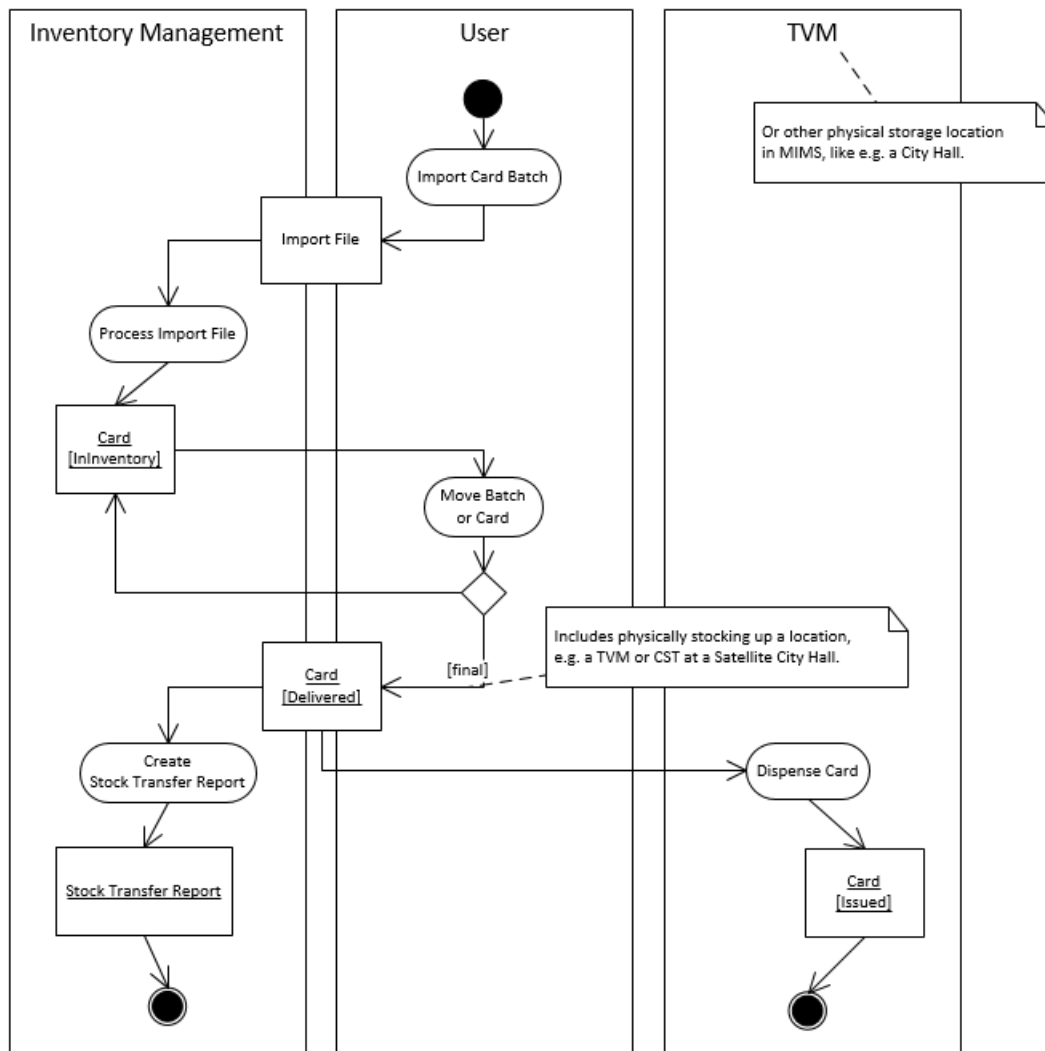 Inventory Management
User
TVM
Or other physical storage location
in MIMS, like e.g. a City Hall.
Import Card Batch
Import File
Process Import File
Card
[InInventory]
Move Batch
or Card
Includes physically stocking up a location,
e.g. a TVM or CST at a Satellite City Hall.
[final]
Card
[Delivered]
Create
Stock Transfer Report
Dispense Card
Stock Transfer Report
Card
[Issued]